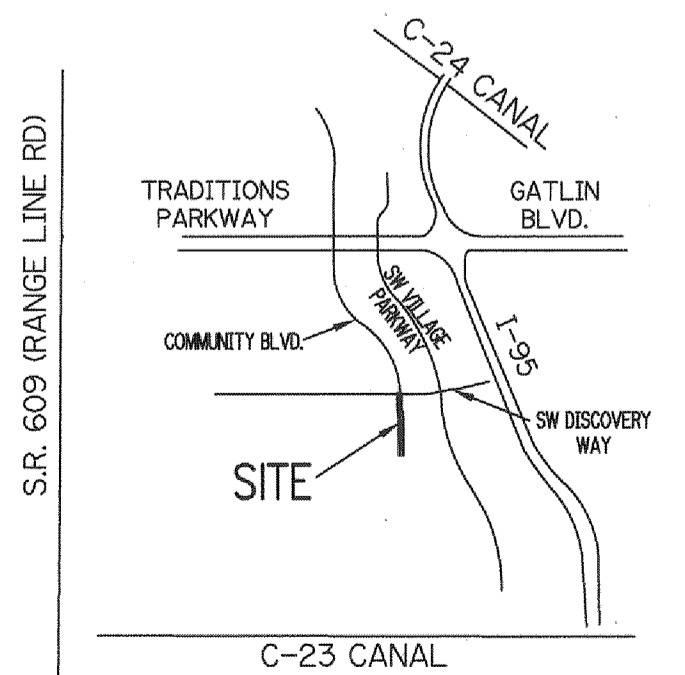 C-24 CANAL
S.R. 609 (RANGE LINE RD)
TRADITIONS
PARKWAY
GATLIN
BLVD.
SW VILLAGE
PARKWAY
COMMUNITY BLVD.
I-95
SW DISCOVERY
WAY
SITE
C-23 CANAL